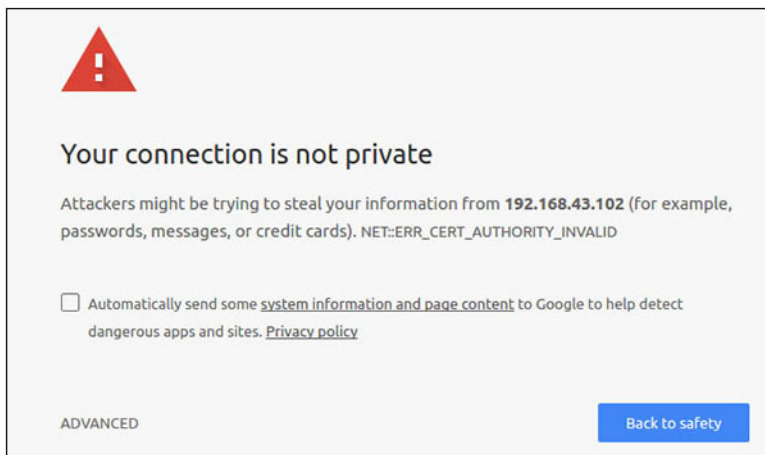 Your connection is not private
Attackers might be trying to steal your information from 192.168.43.102 (for example,
passwords, messages, or credit cards). NET::ERR_CERT_AUTHORITY_INVALID
Automatically send some system information and page content to Google to help detect
dangerous apps and sites. Privacy policy
ADVANCED
Back to safety